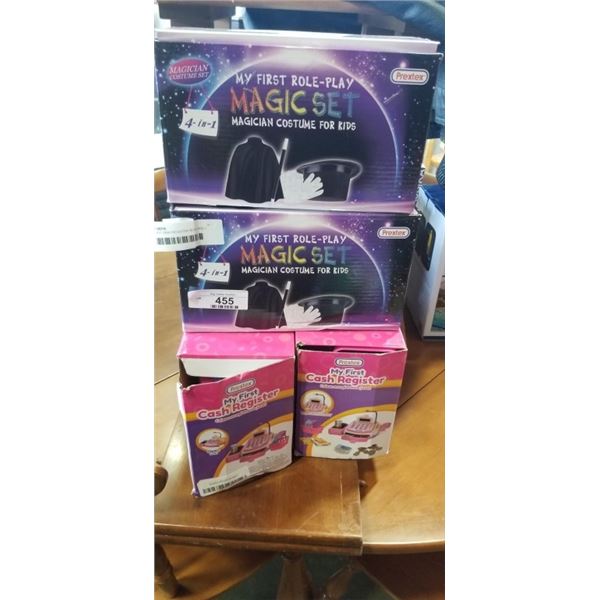 MAGICIAN
COSTUME SET
MY FIRST ROLE-PLAY
Prextex
MAGIC SET
MAGICIAN COSTUME FOR KIDS
4-in-1
MY FIRST ROLE-PLAY
Prextex
MAGIC SET
MAGICIAN COSTUME FOR KIDS
4-in-1
455
Prextex
My First
Cash Register
Prextex
My First
Cash Register